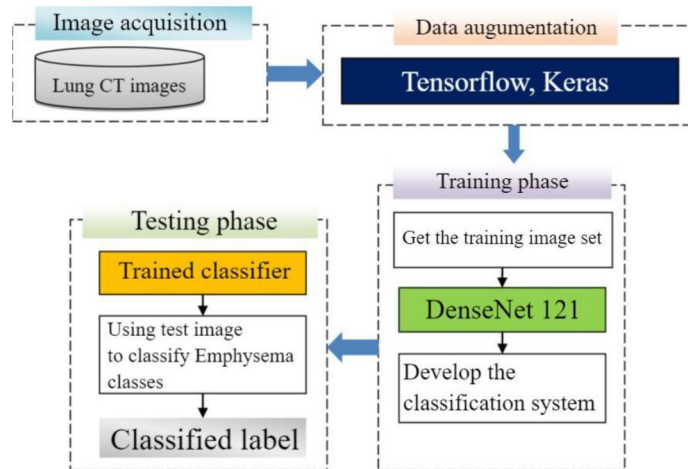 Image acquisition
Lung CT images
Data augumentation
Tensorflow, Keras
Training phase
Get the training image set
DenseNet 121
Develop the
classification system
Testing phase
Trained classifier
Using test image
to classify Emphysema
classes
Classified label